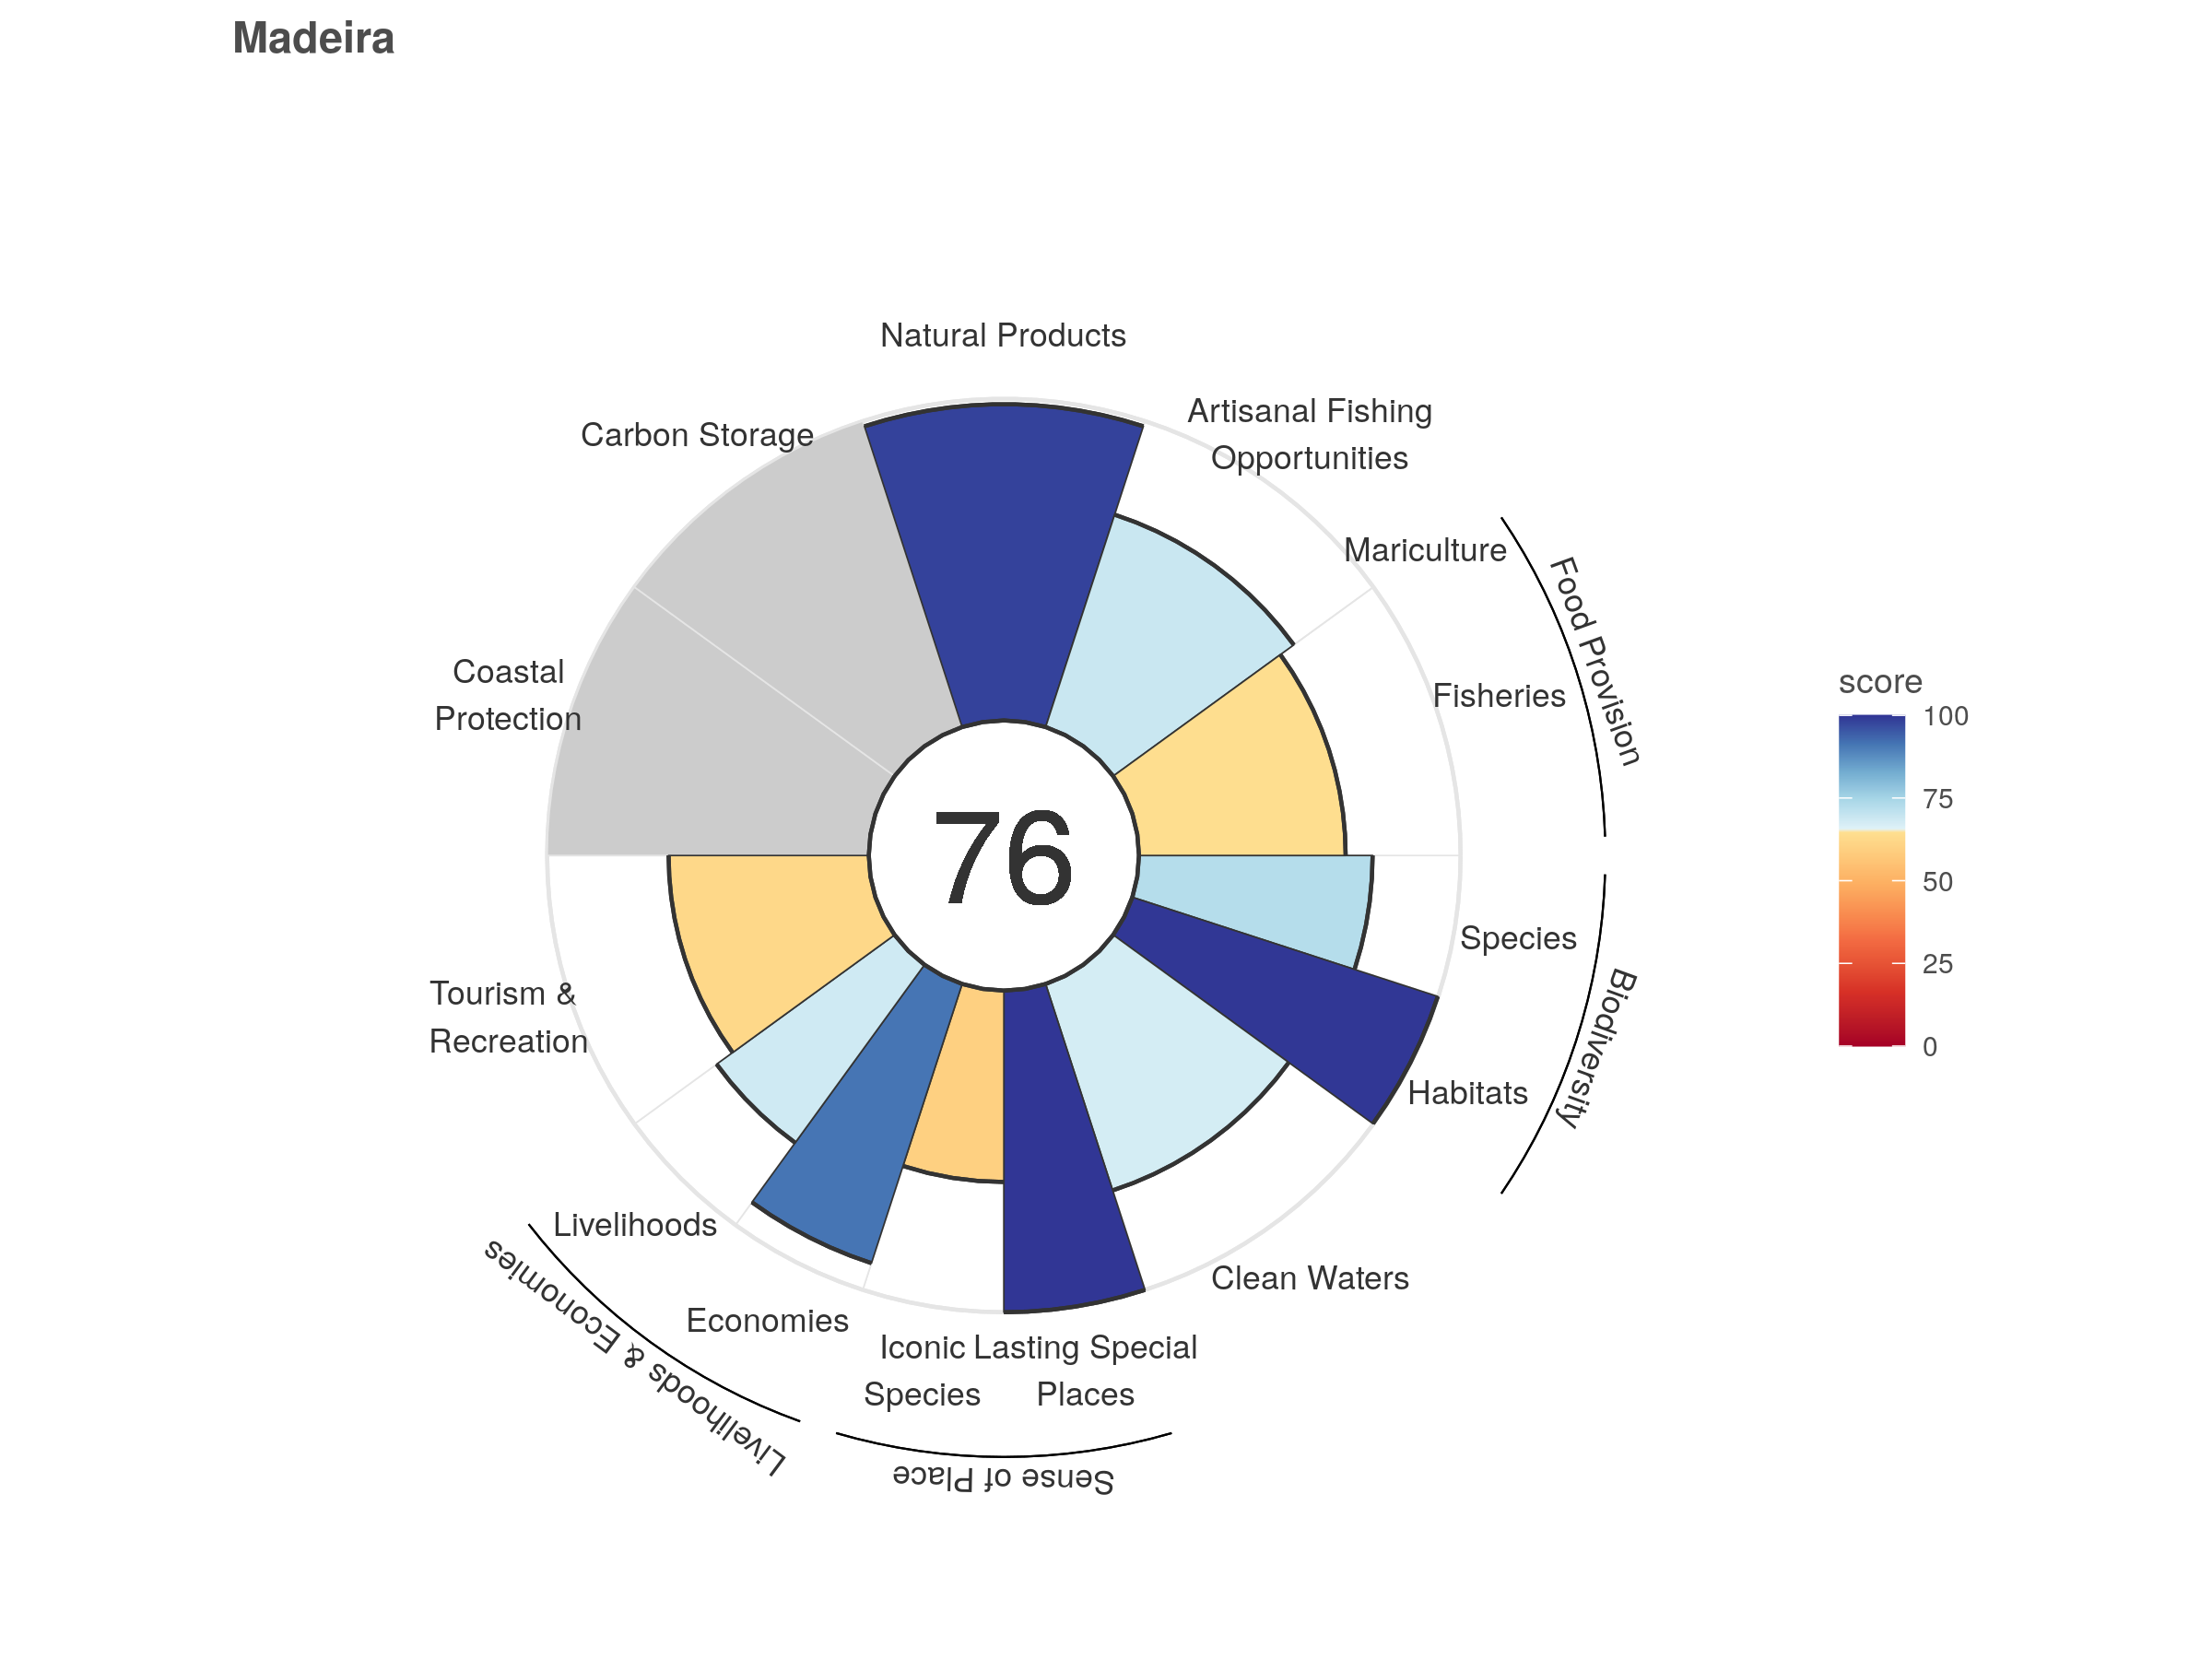 Madeira
Natural Products
Artisanal Fishing
Opportunities
Carbon Storage
Mariculture
Food Provision
Fisheries
Coastal
Protection
score
100
75
50
25
0
76
Species
Biodiversity
Habitats
Tourism &
Recreation
Livelihoods
Clean Waters
Economies
Livelihoods & Economies
Iconic
Species
Lasting Special
Places
Sense of Place